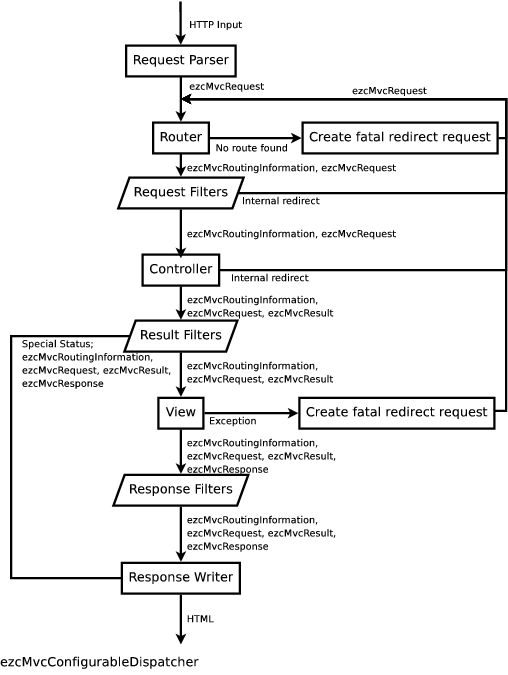 HTTP Input
Request Parser
ezcMvcRequest
ezcMvcRequest
Router
No route found
Create fatal redirect request
ezcMvcRoutingInformation, ezcMvcRequest
Request Filters
Internal redirect
ezcMvcRoutingInformation, ezcMvcRequest
Controller
Internal redirect
ezcMvcRoutingInformation,
ezcMvcRequest, ezcMvcResult
Result Filters
Special Status;
ezcMvcRoutingInformation,
ezcMvcRequest, ezcMvcResult,
ezcMvcResponse
ezcMvcRoutingInformation,
ezcMvcRequest, ezcMvcResult
View
Exception
Create fatal redirect request
ezcMvcRoutingInformation,
ezcMvcRequest, ezcMvcResult,
ezcMvcResponse
Response Filters
ezcMvcRoutingInformation,
ezcMvcRequest, ezcMvcResult,
ezcMvcResponse
Response Writer
HTML
ezcMvcConfigurableDispatcher